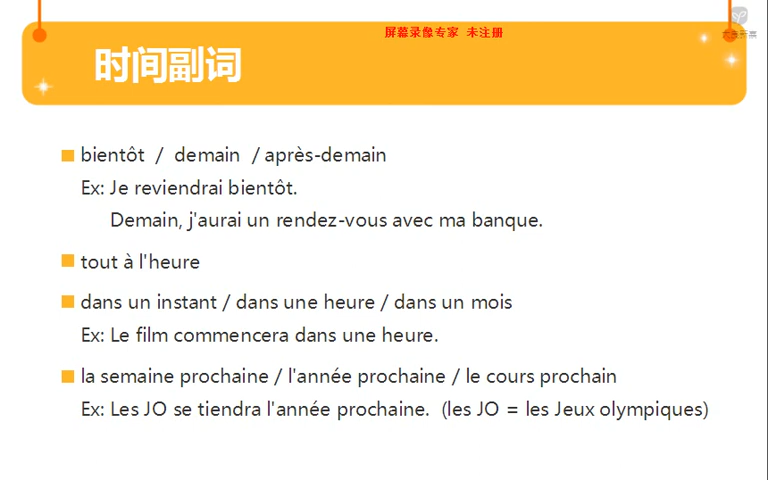 屏幕录像专家 未注册
时间副词
bientôt / demain / après-demain
Ex: Je reviendrai bientôt.
Demain, j'aurai un rendez-vous avec ma banque.
tout à l'heure
dans un instant / dans une heure / dans un mois
Ex: Le film commencera dans une heure.
la semaine prochaine / l'année prochaine / le cours prochain
Ex: Les JO se tiendra l'année prochaine. (les JO = les Jeux olympiques)